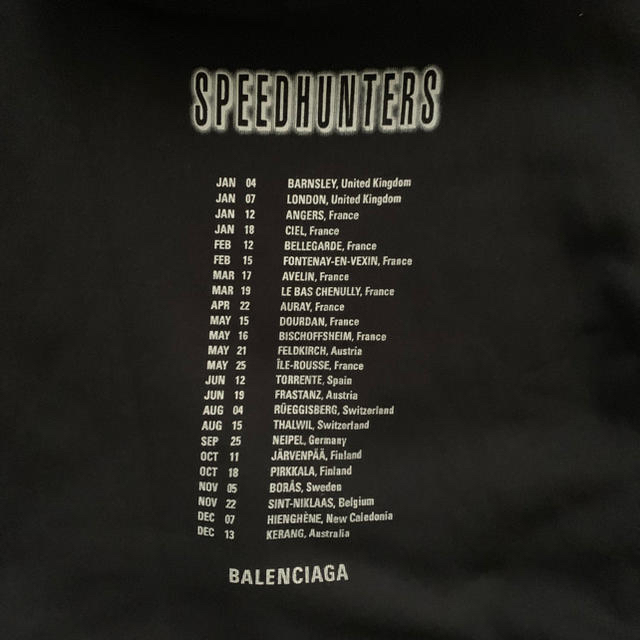 SPEEDHUNTERS
JAN 04 BARNSLEY, United Kingdom
JAN 07 LONDON, United Kingdom
JAN 12 ANGERS, France
JAN 18 CIEL, France
FEB 12 BELLEGARDE, France
FEB 15 FONTENAY-EN-VEXIN, France
MAR 17 AVELIN, France
MAR 19 LE BAS CHENULLY, France
APR 22 AURAY, France
MAY 15 DOURDAN, France
MAY 16 BISCHOFFSHEIM, France
MAY 21 FELDKIRCH, Austria
MAY 25 ÎLE-ROUSSE, France
JUN 12 TORRENTE, Spain
JUN 19 FRASTANZ, Austria
AUG 04 RÜEGGISBERG, Switzerland
AUG 15 THALWIL, Switzerland
SEP 25 NEIPEL, Germany
OCT 11 JÄRVENPÄÄ, Finland
OCT 18 PIRKKALA, Finland
NOV 05 BORÅS, Sweden
NOV 22 SINT-NIKLAAS, Belgium
DEC 07 HIENGHÈNE, New Caledonia
DEC 13 KERANG, Australia
BALENCIAGA